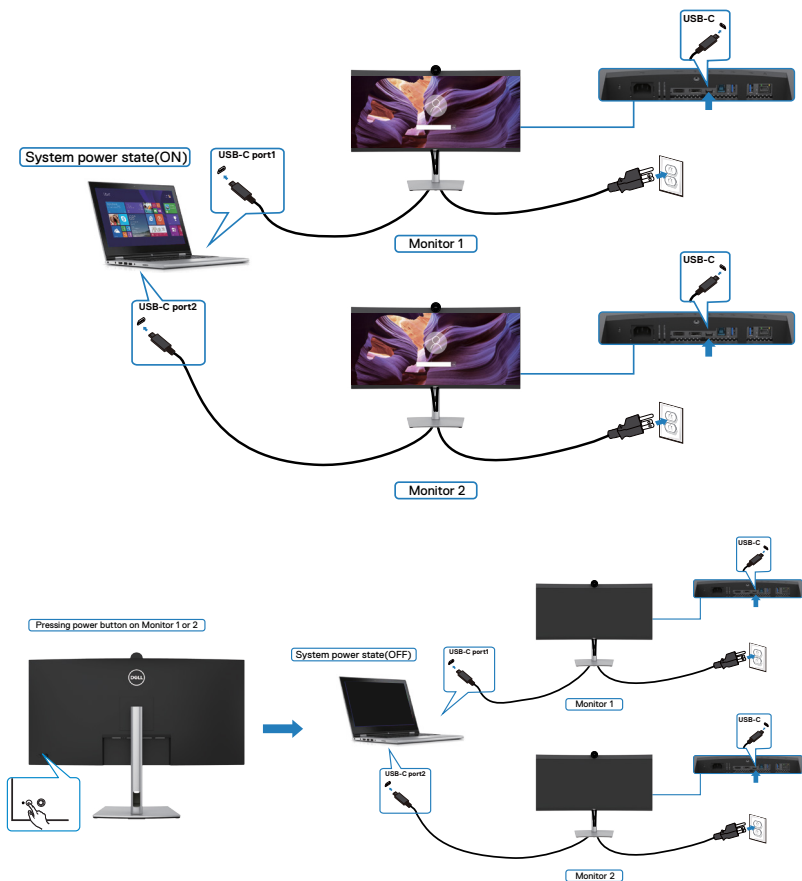 USB-C
System power state(ON)
USB-C port1
Monitor 1
USB-C
USB-C port2
Monitor 2
USB-C
Pressing power button on Monitor 1 or 2
System power state(OFF)
USB-C port1
DELL
Monitor 1
USB-C
USB-C port2
Monitor 2